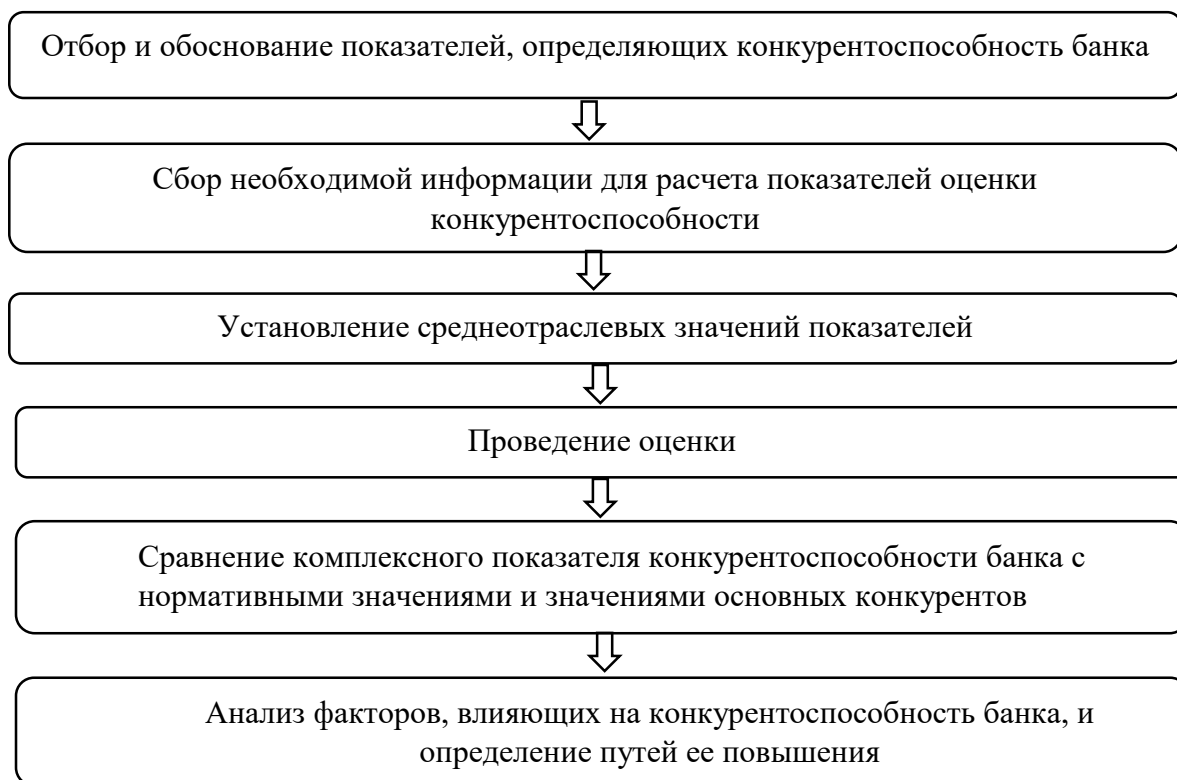 Отбор и обоснование показателей, определяющих конкурентоспособность банка
Сбор необходимой информации для расчета показателей оценки
конкурентоспособности
Установление среднеотраслевых значений показателей
Проведение оценки
Сравнение комплексного показателя конкурентоспособности банка с
нормативными значениями и значениями основных конкурентов
Анализ факторов, влияющих на конкурентоспособность банка, и
определение путей ее повышения